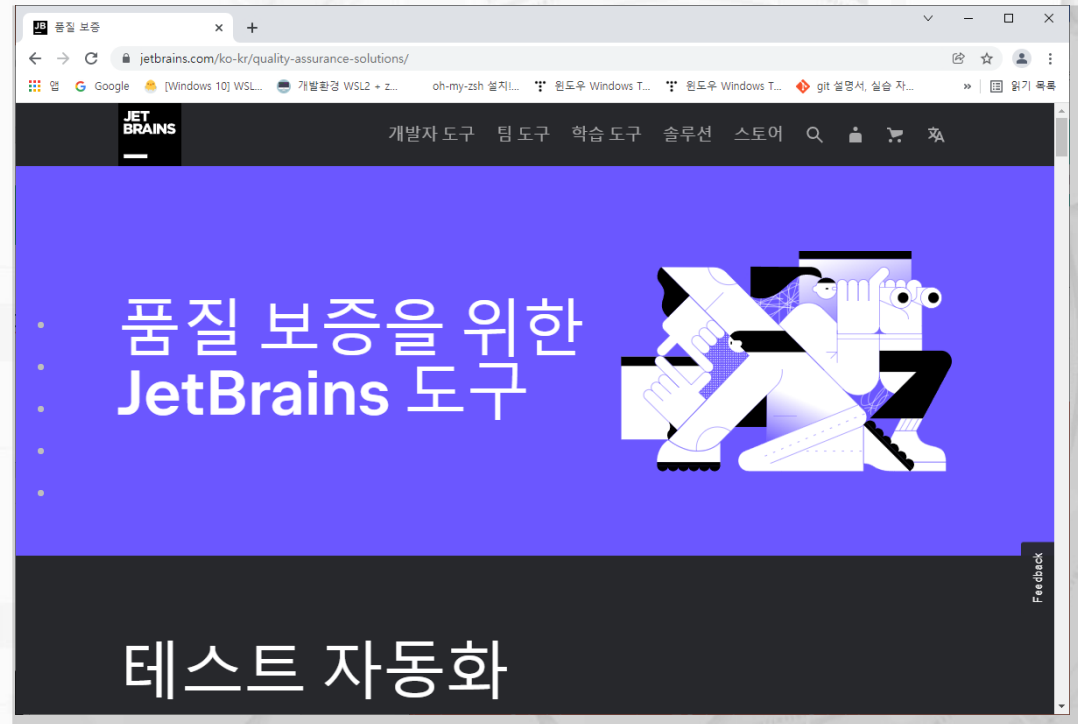 JB 품질 보증
jetbrains.com/ko-kr/quality-assurance-solutions/
앱 Google [Windows 10] WSL... 개발환경 WSL2 + z... oh-my-zsh 설치!... 윈도우 Windows T... 윈도우 Windows T... git 설명서, 실습 자... » 읽기 목록
JET
BRAINS
개발자 도구 팀 도구 학습 도구 솔루션 스토어
품질 보증을 위한
JetBrains 도구
Feedback
테스트 자동화